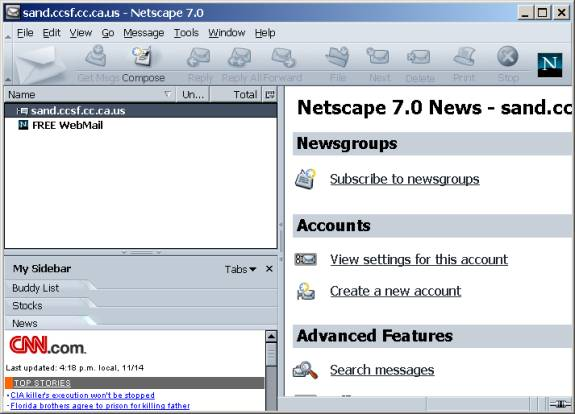 sand.ccsf.cc.ca.us - Netscape 7.0
File Edit View Go Message Tools Window Help
Get Msgs Compose Reply Reply All Forward File Next Delete Print Stop
N
Name Un... Total
sand.ccsf.cc.ca.us
N FREE WebMail
Netscape 7.0 News - sand.cc
Newsgroups
Subscribe to newsgroups
Accounts
View settings for this account
Create a new account
Advanced Features
Search messages
My Sidebar Tabs
Buddy List
Stocks
News
CNN.com.
Last updated: 4:18 p.m. local, 11/14
TOP STORIES
CIA killer's execution won't be stopped
Florida brothers agree to prison for killing father